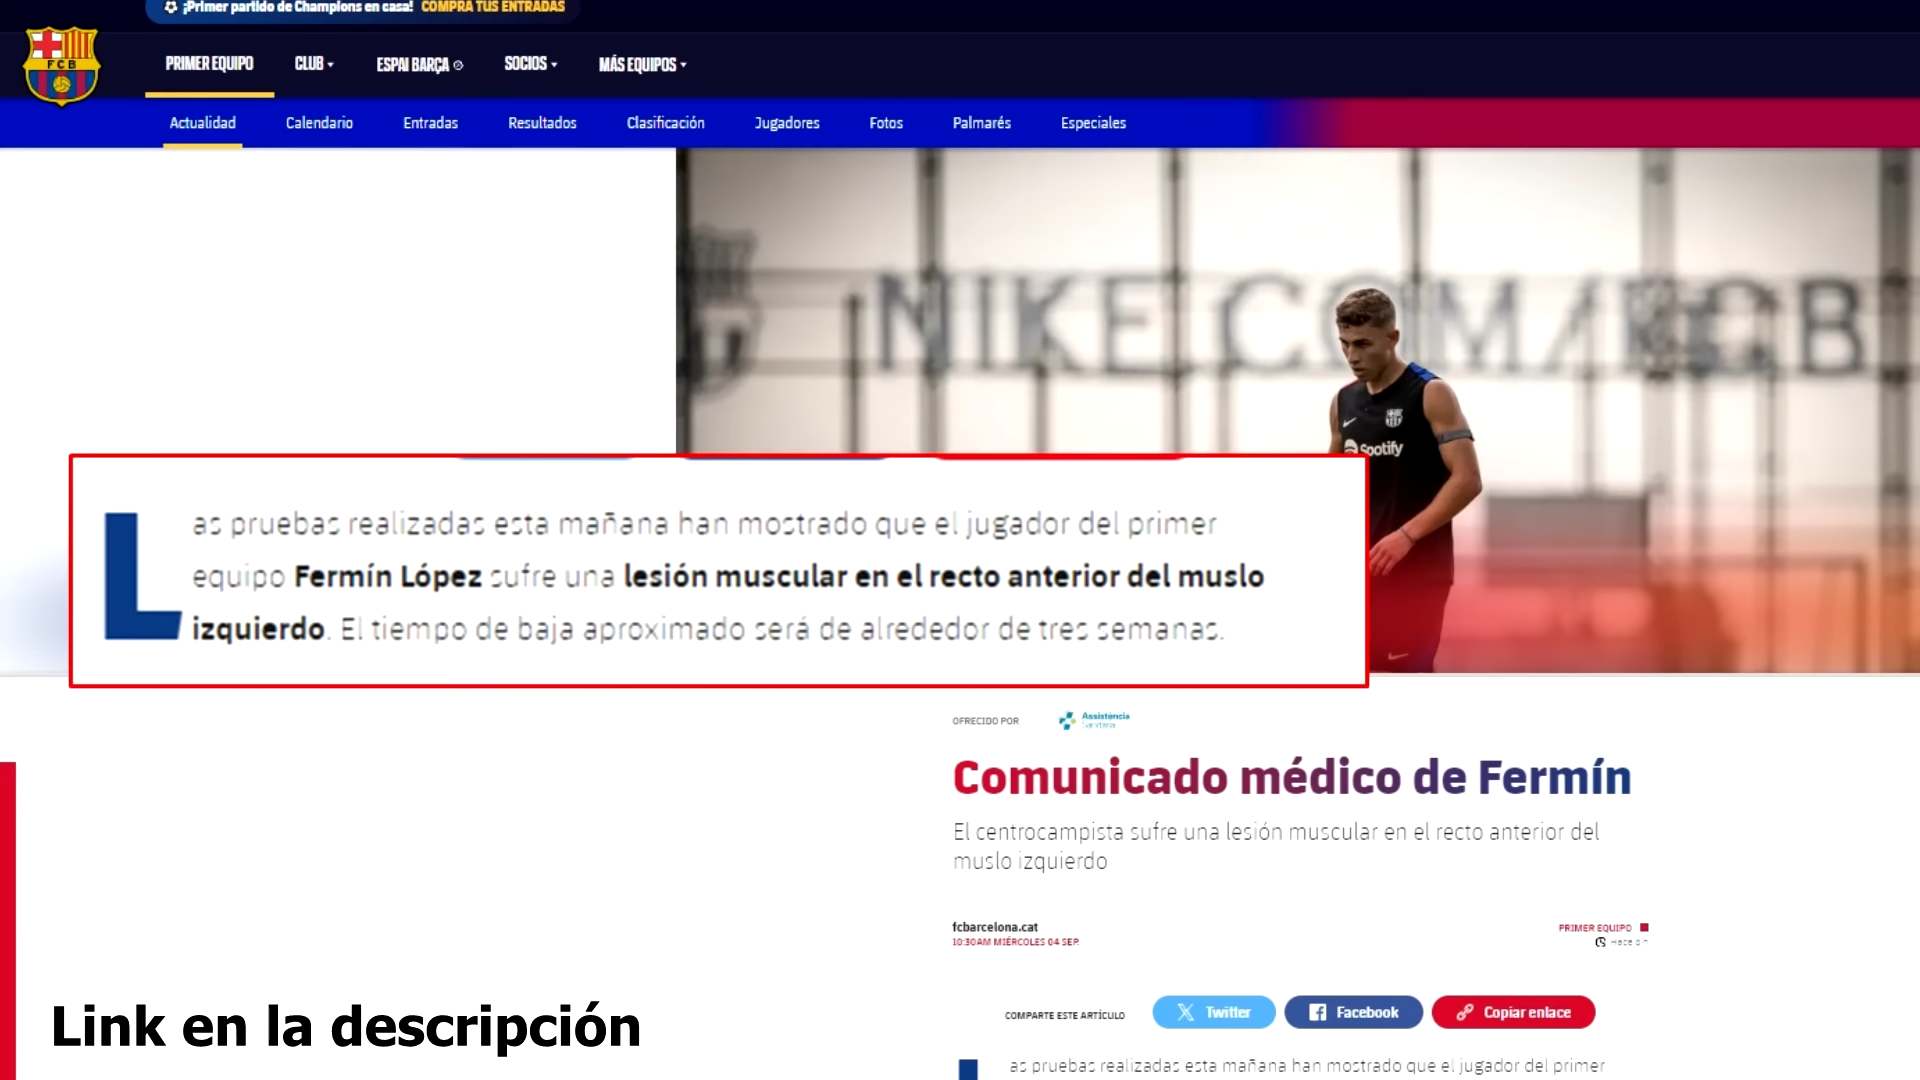 ¡Primer partido de Champions en casa! COMPRA TUS ENTRADAS
FCB
PRIMER EQUIPO CLUB ESPAI BARÇA SOCIOS MÁS EQUIPOS
Actualidad Calendario Entradas Resultados Clasificación Jugadores Fotos Palmarés Especiales
NIKE.COM/FCB
Spotify
Las pruebas realizadas esta mañana han mostrado que el jugador del primer
equipo Fermín López sufre una lesión muscular en el recto anterior del muslo
izquierdo. El tiempo de baja aproximado será de alrededor de tres semanas.
OFRECIDO POR Assistència Sanitària
Comunicado médico de Fermín
El centrocampista sufre una lesión muscular en el recto anterior del
muslo izquierdo
fcbarcelona.cat
10:30AM MIÉRCOLES 04 SEP.
PRIMER EQUIPO
COMPARTE ESTE ARTÍCULO Twitter Facebook Copiar enlace
as pruebas realizadas esta mañana han mostrado que el jugador del primer
Link en la descripción